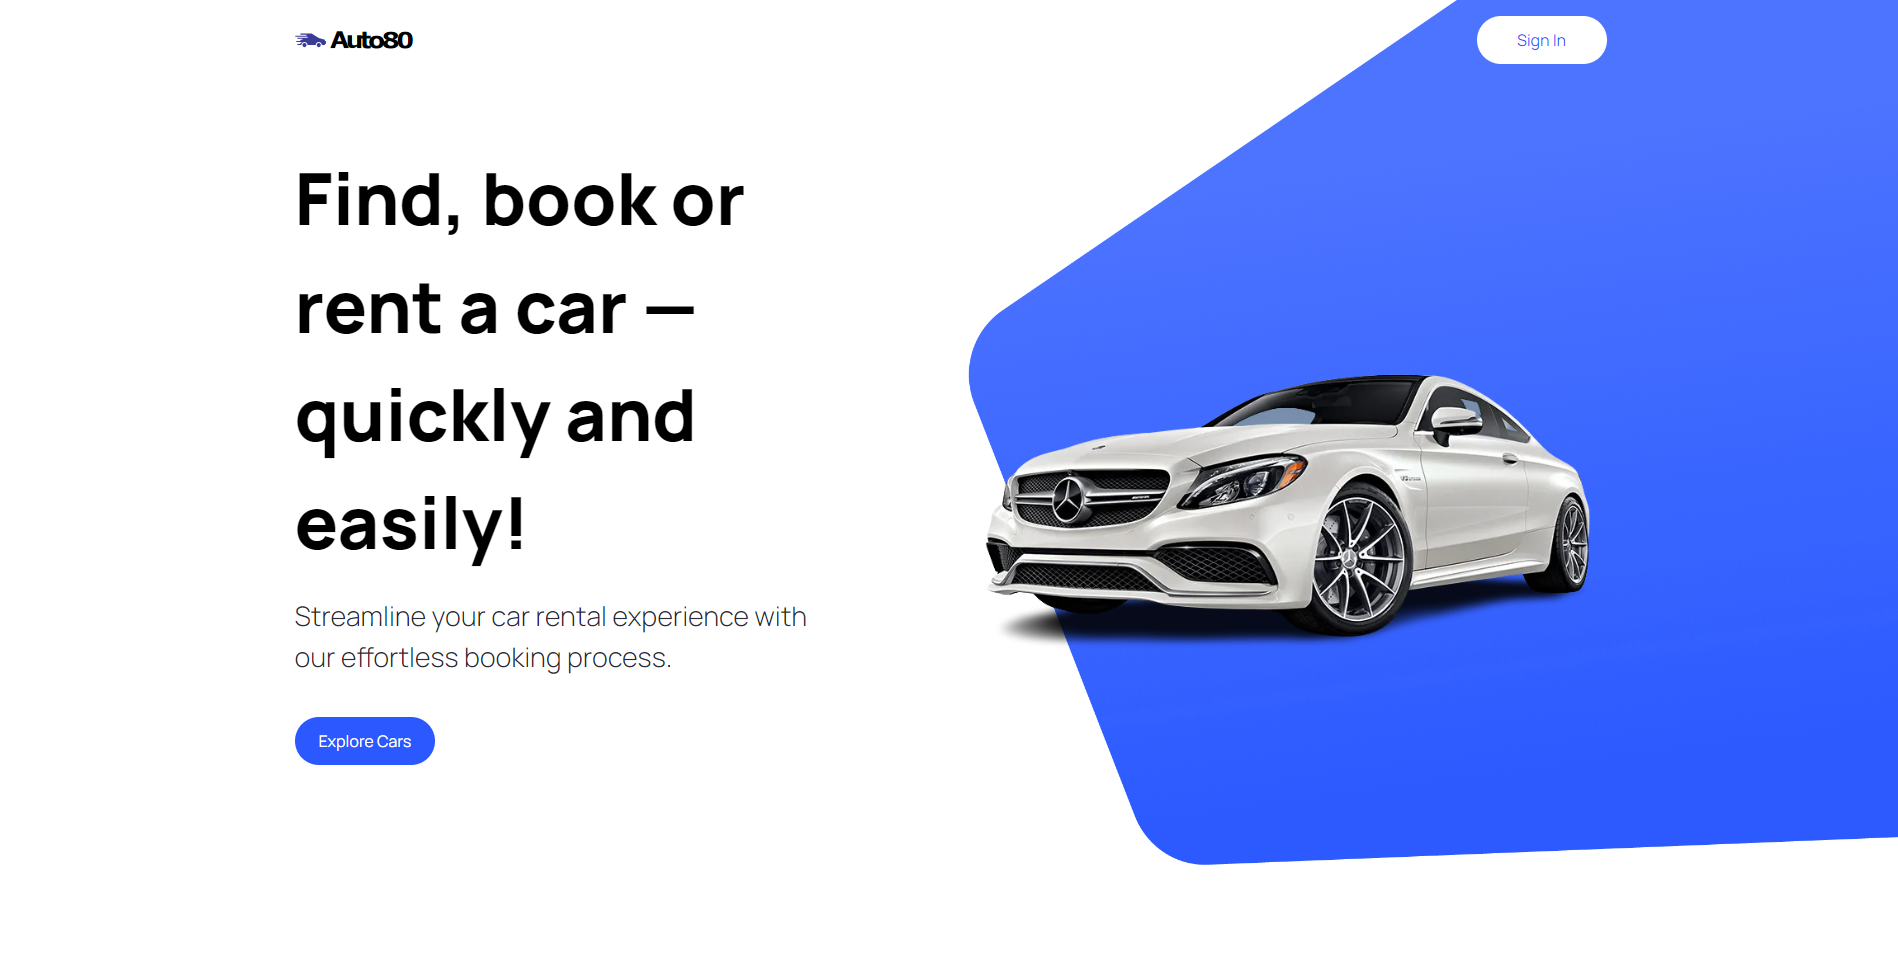 Auto80
Sign In
Find, book or
rent a car —
quickly and
easily!
Streamline your car rental experience with
our effortless booking process.
Explore Cars